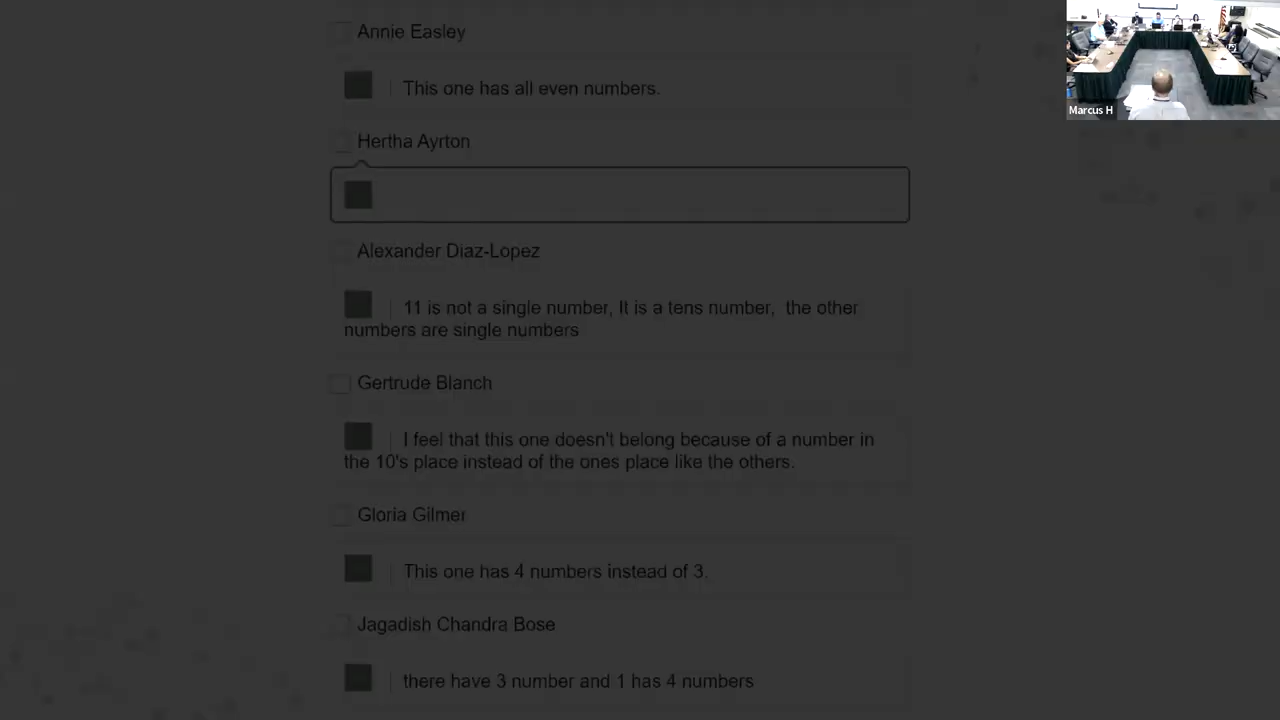 Annie Easley
This one has all even numbers.
Hertha Ayrton
Alexander Diaz-Lopez
11 is not a single number, It is a tens number, the other
numbers are single numbers
Gertrude Blanch
I feel that this one doesn't belong because of a number in
the 10's place instead of the ones place like the others.
Gloria Gilmer
This one has 4 numbers instead of 3.
Jagadish Chandra Bose
there have 3 number and 1 has 4 numbers
Marcus H